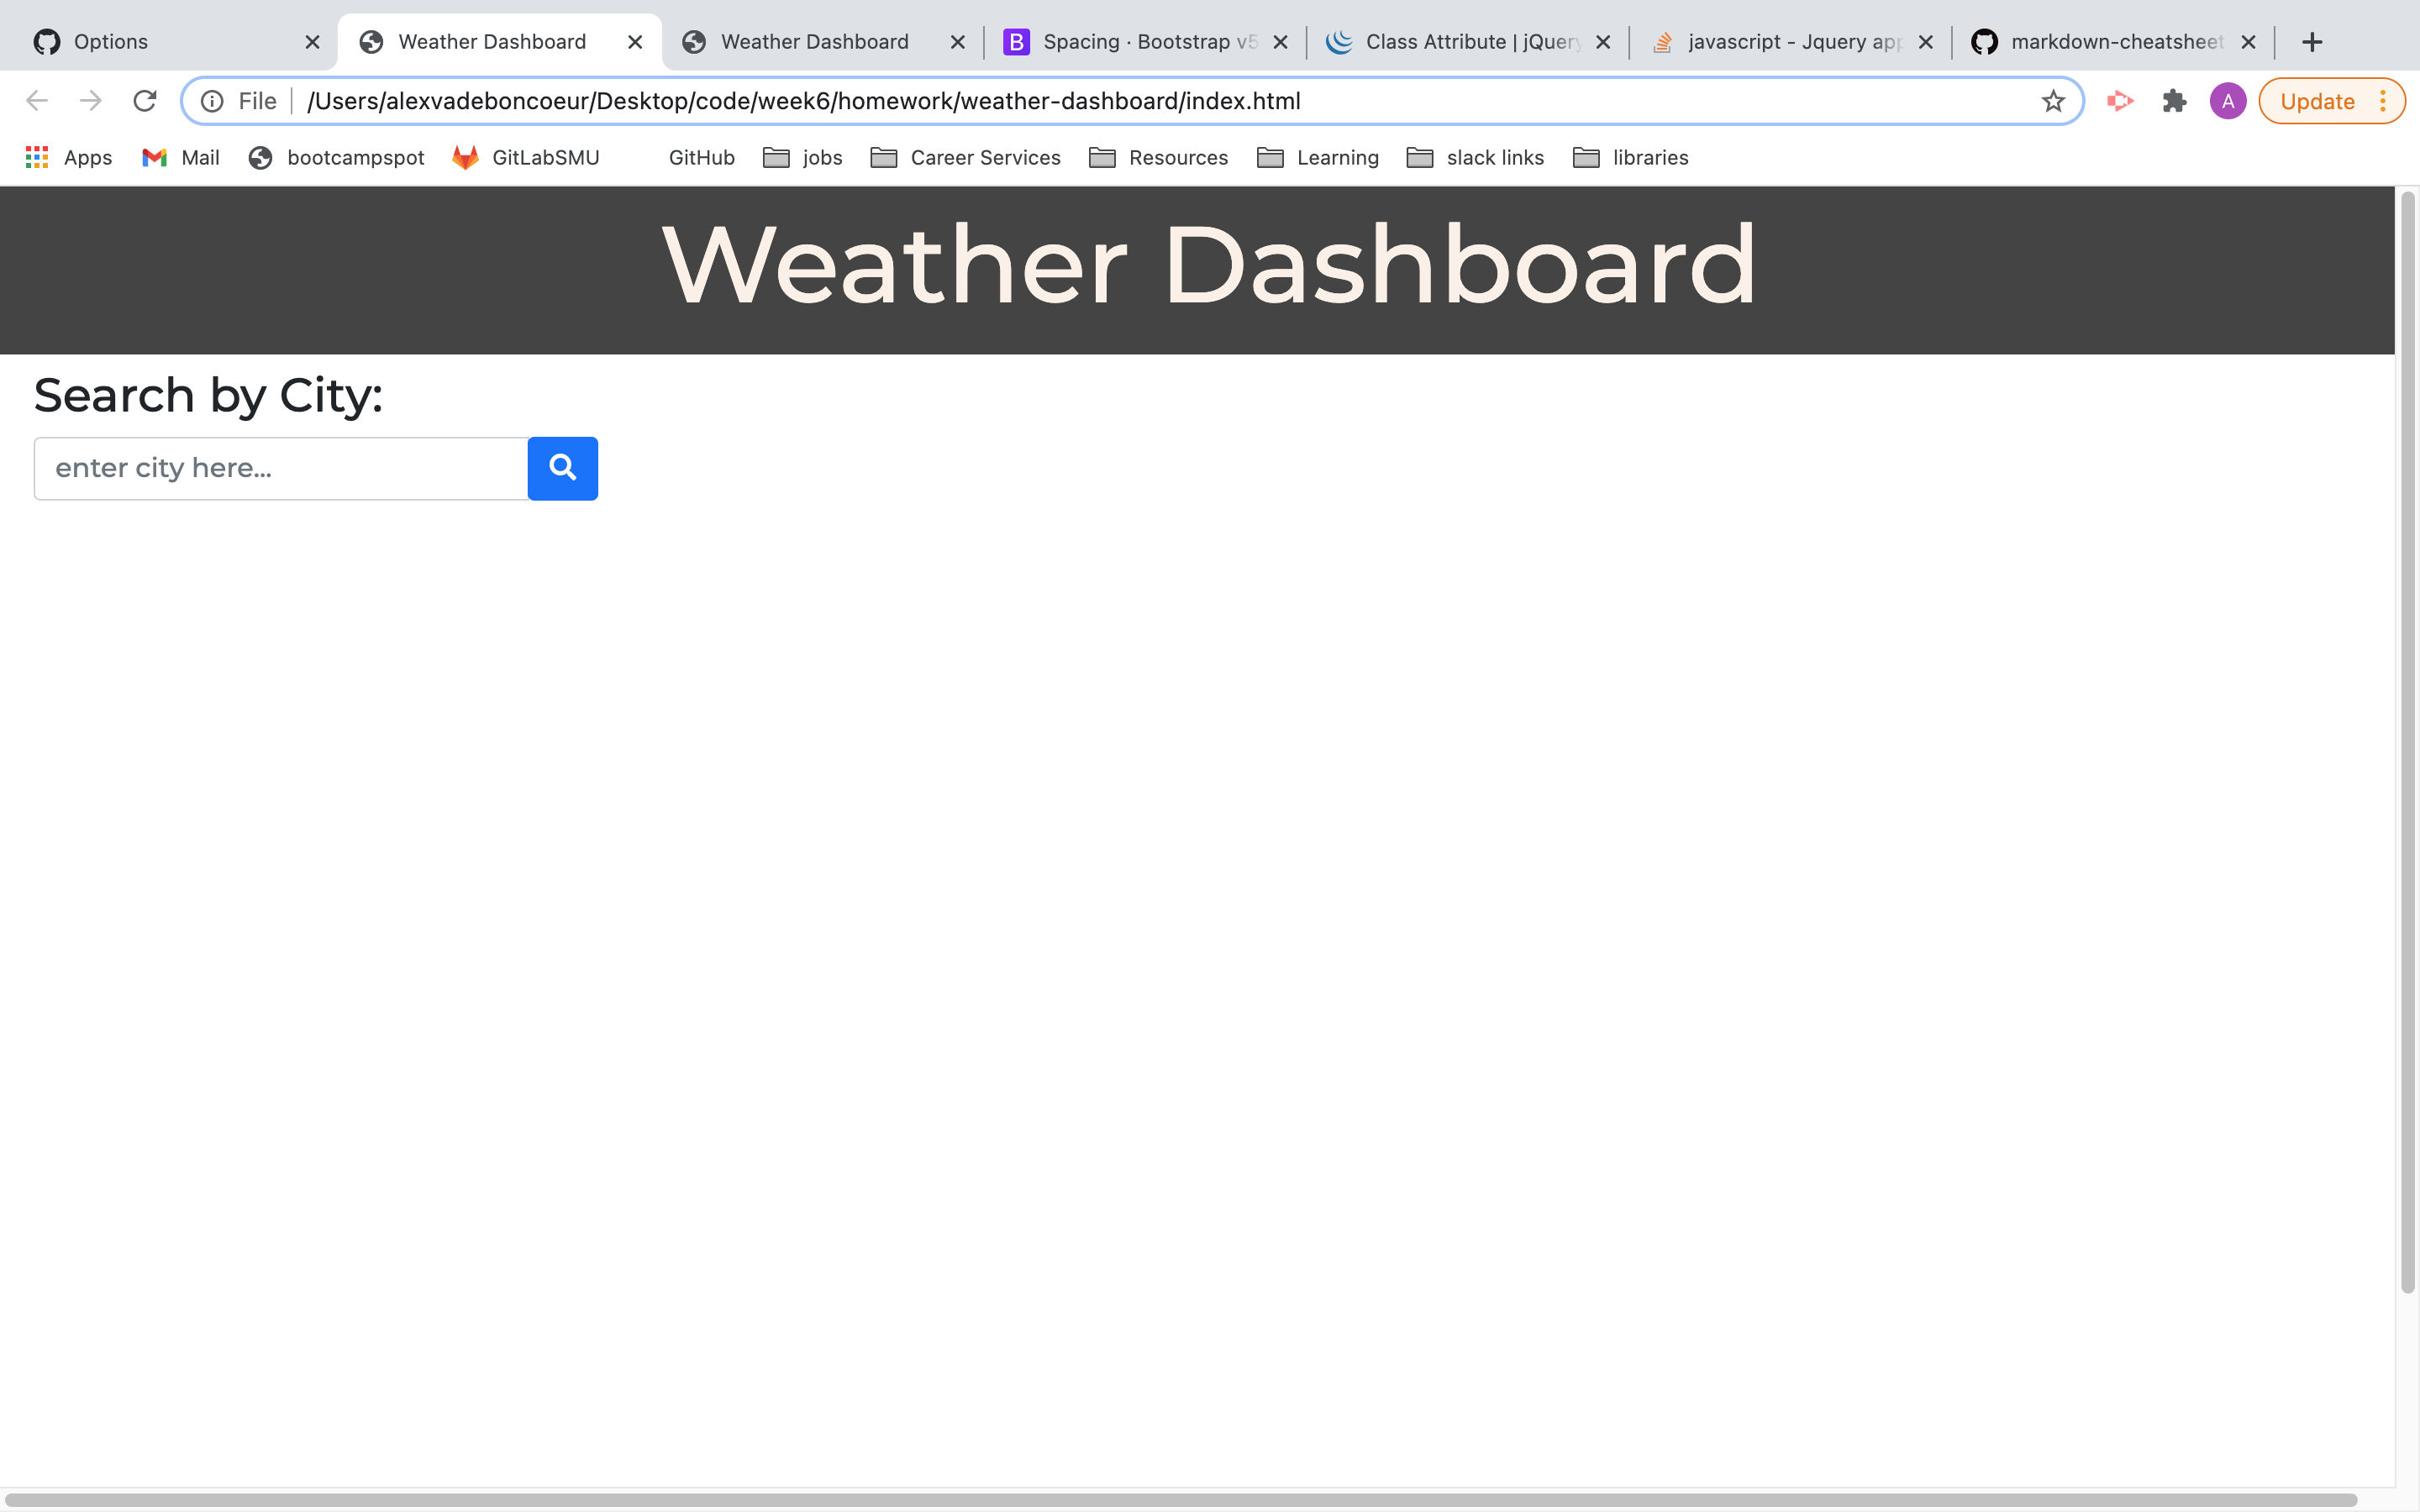 Options
Weather Dashboard
Weather Dashboard
B Spacing · Bootstrap v5
Class Attribute | jQuery
javascript - Jquery app
markdown-cheatsheet
File /Users/alexvadeboncoeur/Desktop/code/week6/homework/weather-dashboard/index.html
A
Update
Apps Mail bootcampspot GitLabSMU GitHub jobs Career Services Resources Learning slack links libraries
Weather Dashboard
Search by City:
enter city here...